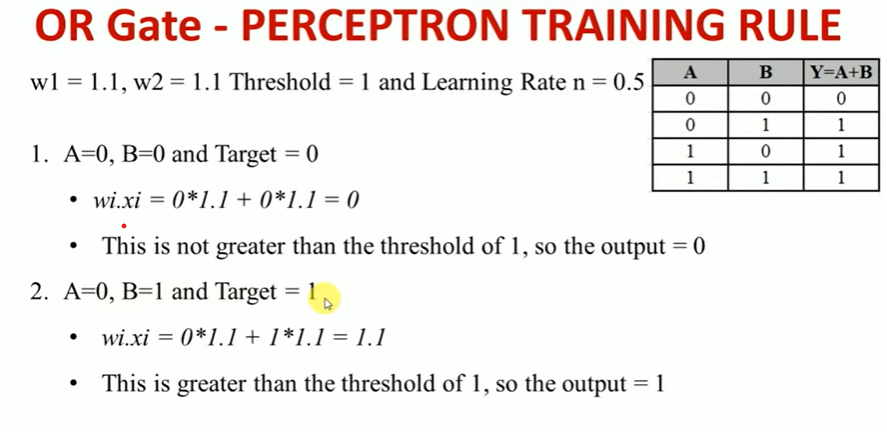 OR Gate - PERCEPTRON TRAINING RULE
w1 = 1.1, w2 = 1.1 Threshold = 1 and Learning Rate n = 0.5
A B Y=A+B
0 0 0
0 1 1
1 0 1
1 1 1
1. A=0, B=0 and Target = 0
• wi.xi = 0*1.1 + 0*1.1 = 0
• This is not greater than the threshold of 1, so the output = 0
2. A=0, B=1 and Target = 1
• wi.xi = 0*1.1 + 1*1.1 = 1.1
• This is greater than the threshold of 1, so the output = 1